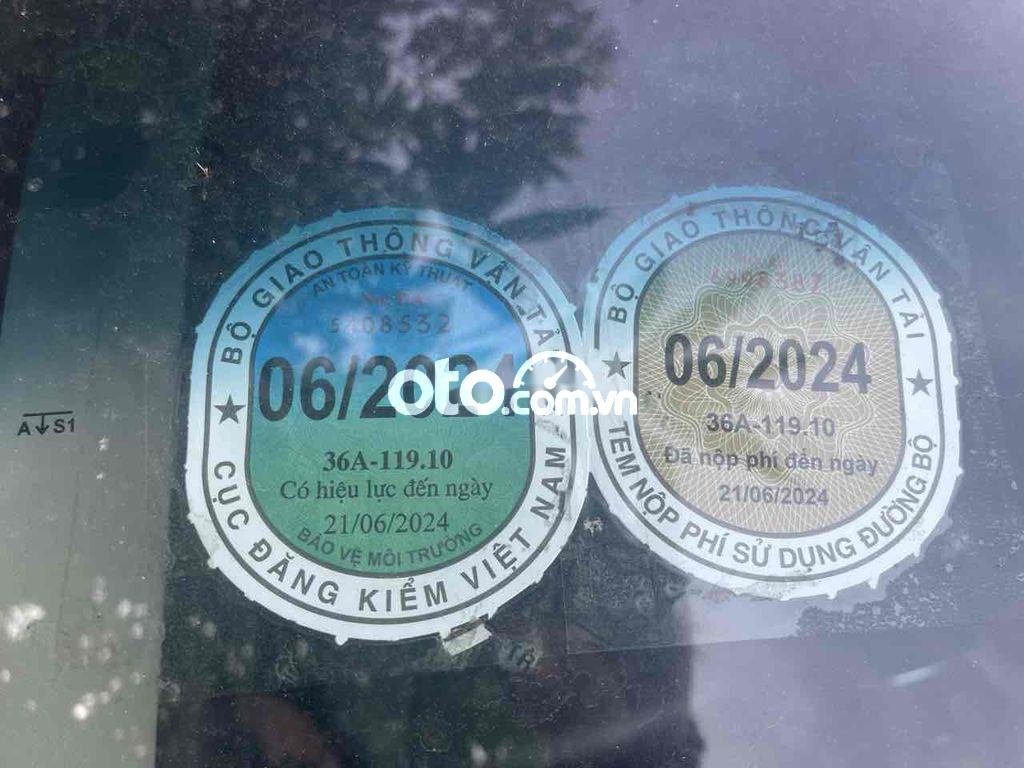 BỘ GIAO THÔNG VẬN TẢI
AN TOÀN KỸ THUẬT
5208532
06/2024
36A-119.10
Có hiệu lực đến ngày
21/06/2024
BẢO VỆ MÔI TRƯỜNG
CỤC ĐĂNG KIỂM VIỆT NAM
BỘ GIAO THÔNG VẬN TẢI
06/2024
36A-119.10
Đã nộp phí đến ngày
21/06/2024
TEM NỘP PHÍ SỬ DỤNG ĐƯỜNG BỘ
oto.com.vn
A↓S1